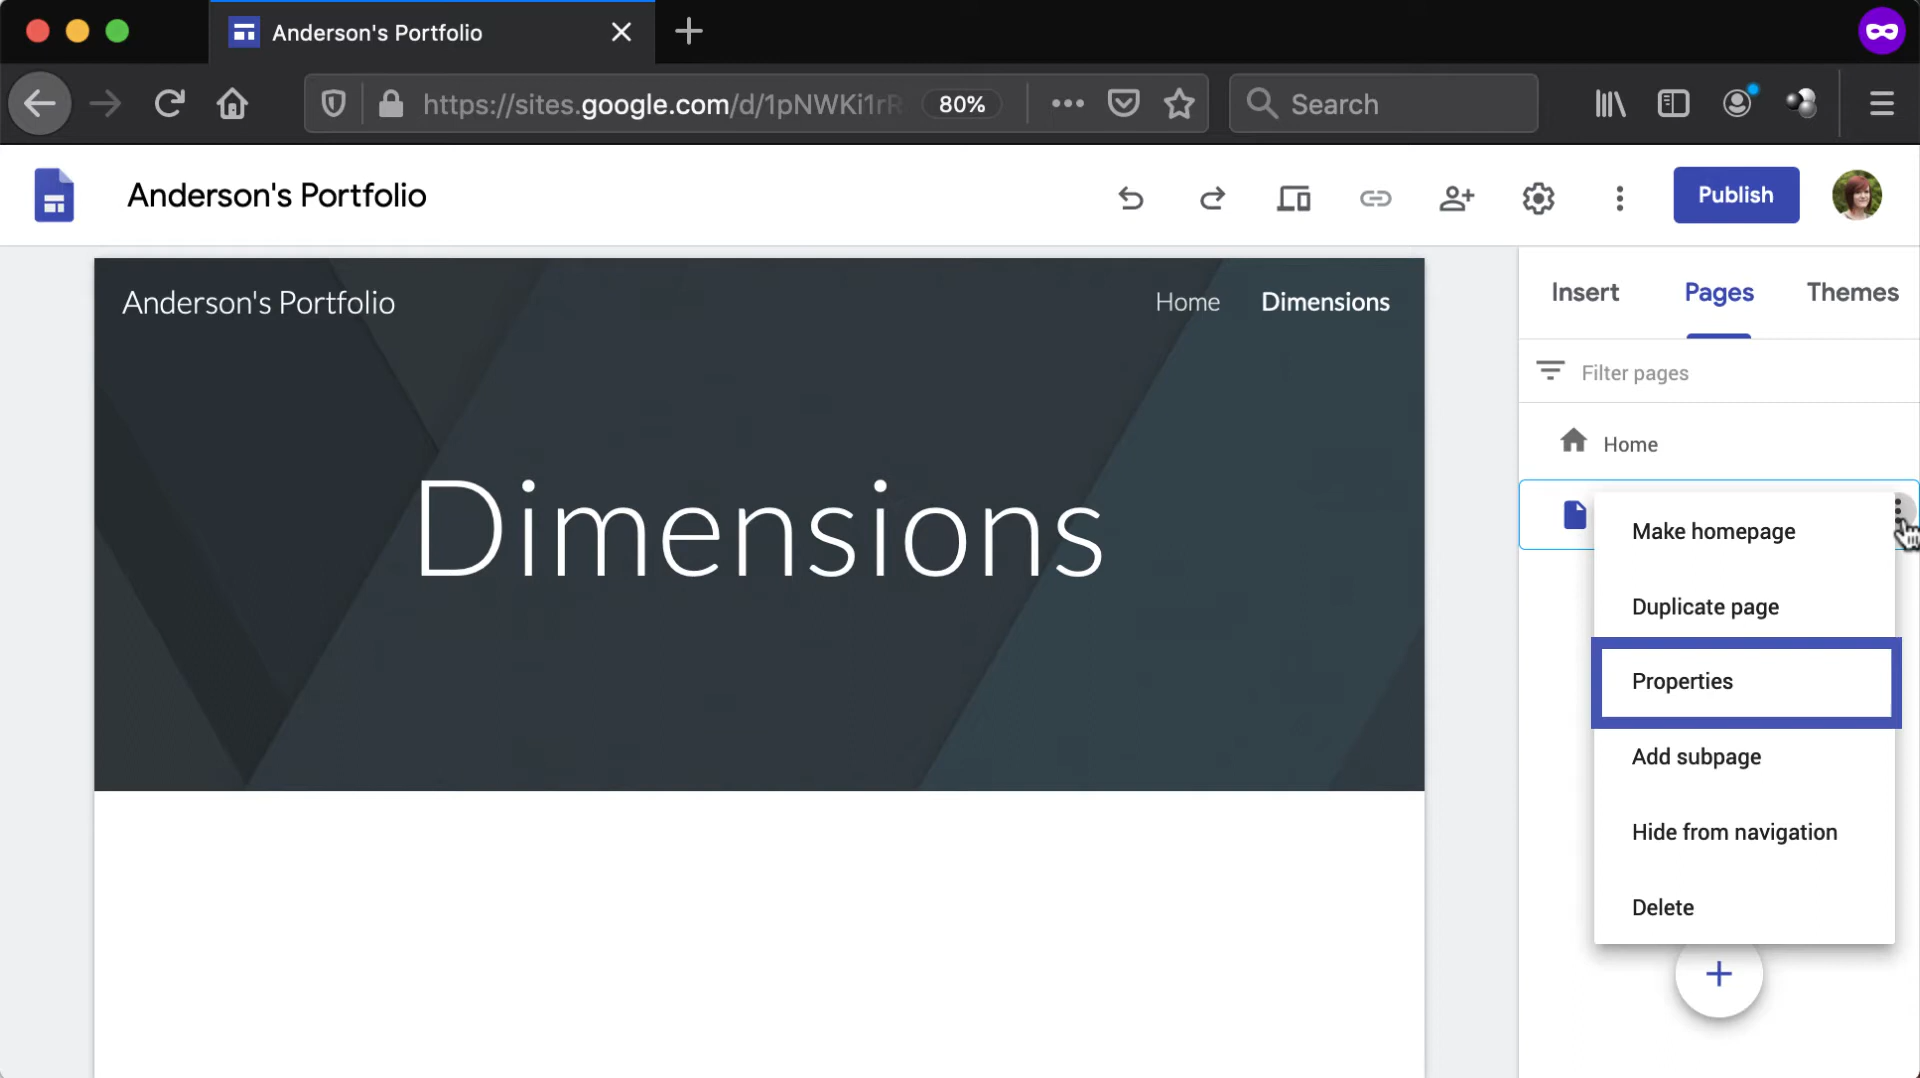 Anderson's Portfolio
https://sites.google.com/d/1pNWKi1rR
80%
Search
Anderson's Portfolio
Publish
Anderson's Portfolio
Home
Dimensions
Dimensions
Insert
Pages
Themes
Filter pages
Home
Make homepage
Duplicate page
Properties
Add subpage
Hide from navigation
Delete